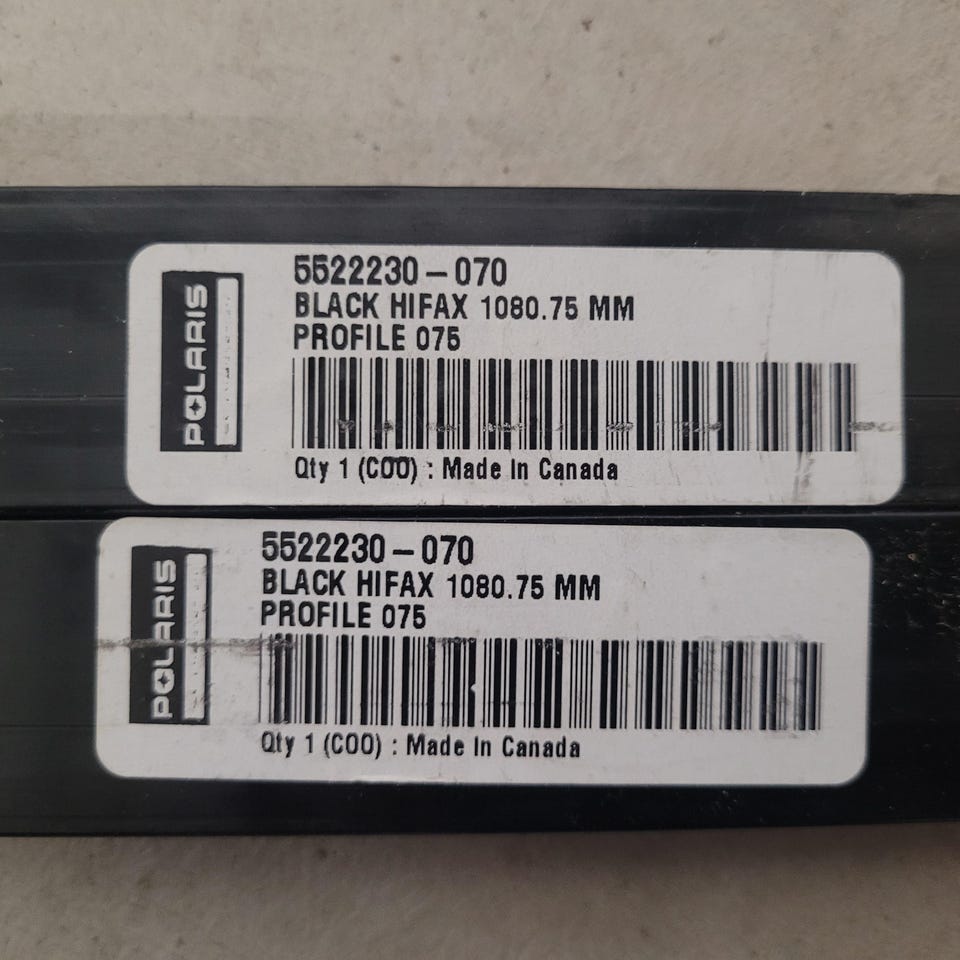 POLARIS
5522230-070
BLACK HIFAX 1080.75 MM
PROFILE 075
Qty 1 (COO) : Made In Canada
POLARIS
5522230-070
BLACK HIFAX 1080.75 MM
PROFILE 075
Qty 1 (COO) : Made In Canada